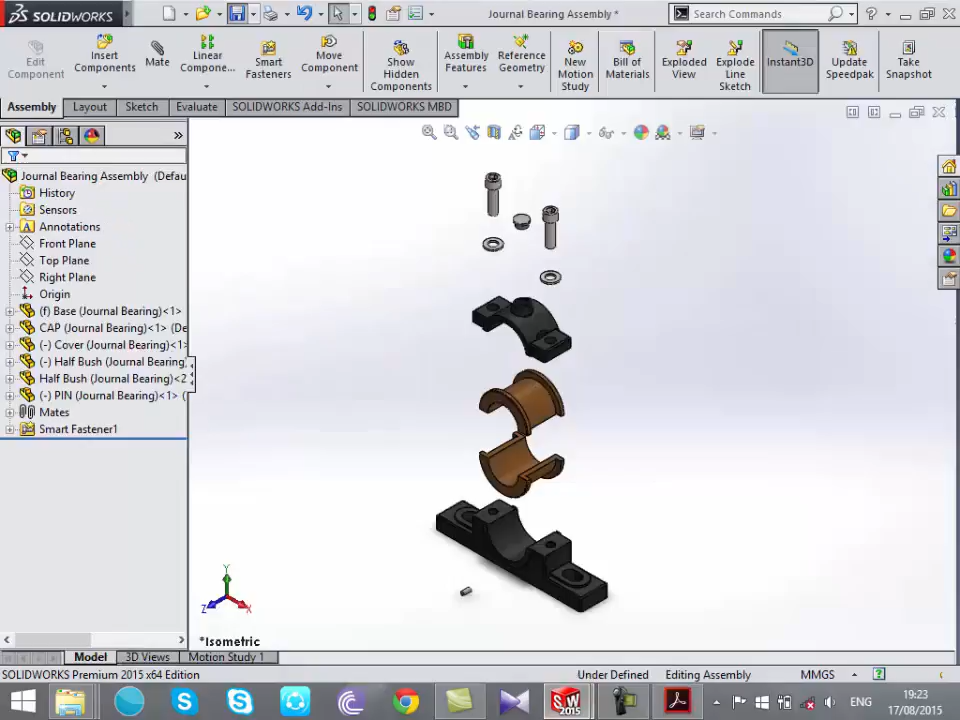 SOLIDWORKS
Journal Bearing Assembly *
Search Commands
Edit Component
Insert Components
Mate
Linear Compone...
Smart Fasteners
Move Component
Show Hidden Components
Assembly Features
Reference Geometry
New Motion Study
Bill of Materials
Exploded View
Explode Line Sketch
Instant3D
Update Speedpak
Take Snapshot
Assembly
Layout
Sketch
Evaluate
SOLIDWORKS Add-Ins
SOLIDWORKS MBD
Journal Bearing Assembly (Defau
History
Sensors
Annotations
Front Plane
Top Plane
Right Plane
Origin
(f) Base (Journal Bearing)<1>
CAP (Journal Bearing)<1> (De
(-) Cover (Journal Bearing)<1>
(-) Half Bush (Journal Bearing
Half Bush (Journal Bearing)<2
(-) PIN (Journal Bearing)<1> (
Mates
Smart Fastener1
Y
Z
X
*Isometric
Model
3D Views
Motion Study 1
SOLIDWORKS Premium 2015 x64 Edition
Under Defined
Editing Assembly
MMGS
ENG
19:23
17/08/2015